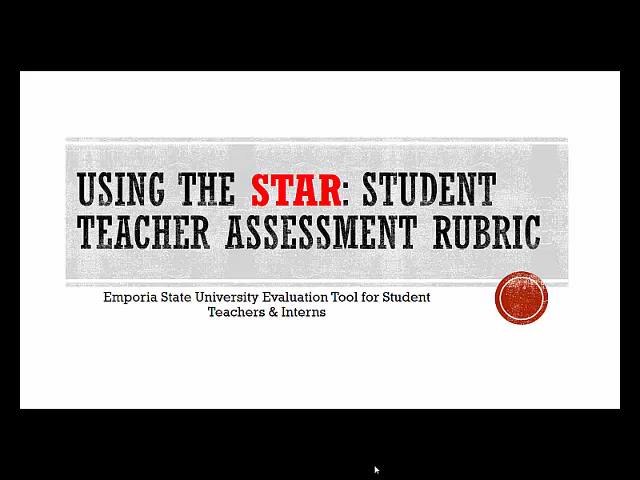 USING THE STAR: STUDENT
TEACHER ASSESSMENT RUBRIC
Emporia State University Evaluation Tool for Student
Teachers & Interns